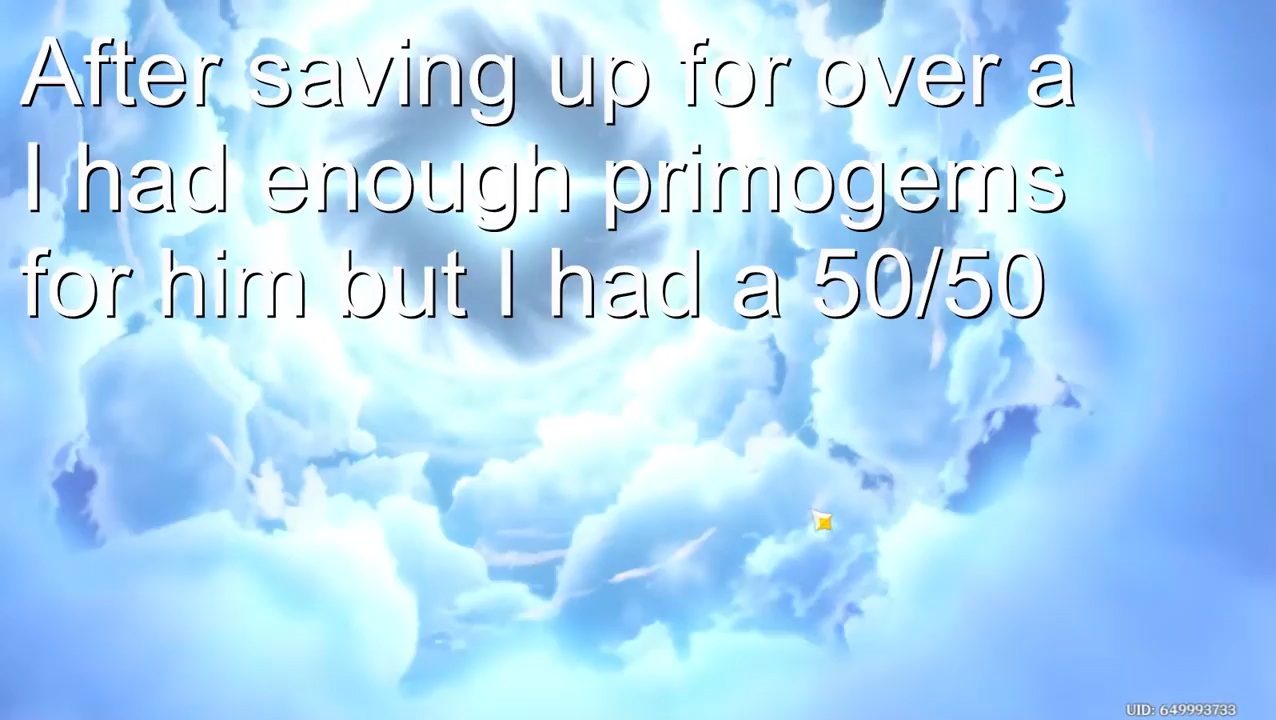 After saving up for over a
I had enough primogems
for him but I had a 50/50
UID: 649993733